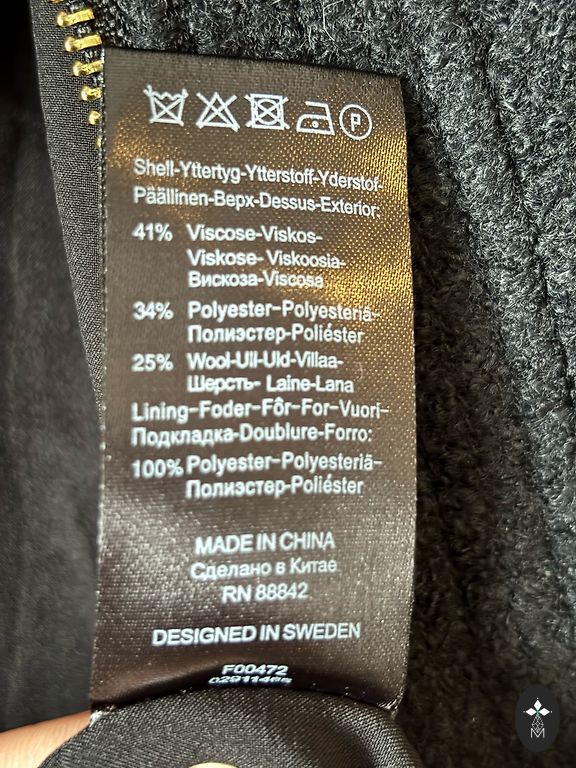 P
Shell-Yttertyg-Ytterstoff-Yderstof-
Päällinen-Верх-Dessus-Exterior:
41% Viscose-Viskos-
Viskose- Viskoosia-
Вискоза-Viscosa
34% Polyester-Polyesteriä-
Полиэстер-Poliéster
25% Wool-Ull-Uld-Villaa-
Шерсть- Laine-Lana
Lining-Foder-Fôr-For-Vuori-
Подкладка-Doublure-Forro:
100% Polyester-Polyesteriä-
Полиэстер-Poliéster
MADE IN CHINA
Сделано в Китае
RN 88842
DESIGNED IN SWEDEN
F00472
M